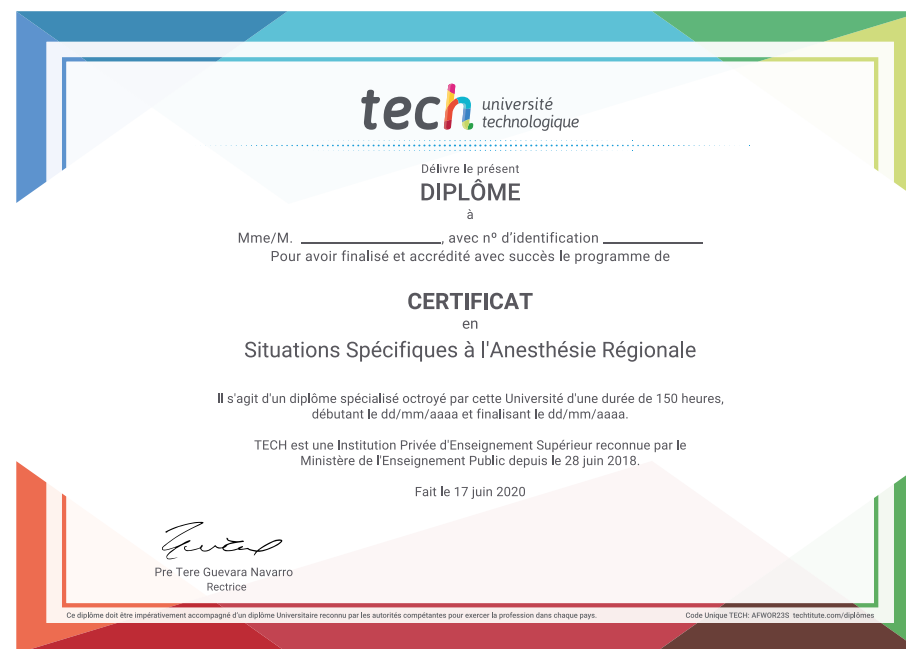 tech université
technologique
Délivre le présent
DIPLÔME
à
Mme/M. ____________________, avec nº d'identification ______________
Pour avoir finalisé et accrédité avec succès le programme de
CERTIFICAT
en
Situations Spécifiques à l'Anesthésie Régionale
Il s'agit d'un diplôme spécialisé octroyé par cette Université d'une durée de 150 heures,
débutant le dd/mm/aaaa et finalisant le dd/mm/aaaa.
TECH est une Institution Privée d'Enseignement Supérieur reconnue par le
Ministère de l'Enseignement Public depuis le 28 juin 2018.
Fait le 17 juin 2020
Pre Tere Guevara Navarro
Rectrice
Ce diplôme doit être impérativement accompagné d'un diplôme Universitaire reconnu par les autorités compétantes pour exercer la profession dans chaque pays.
Code Unique TECH: AFWOR23S techtitute.com/diplômes